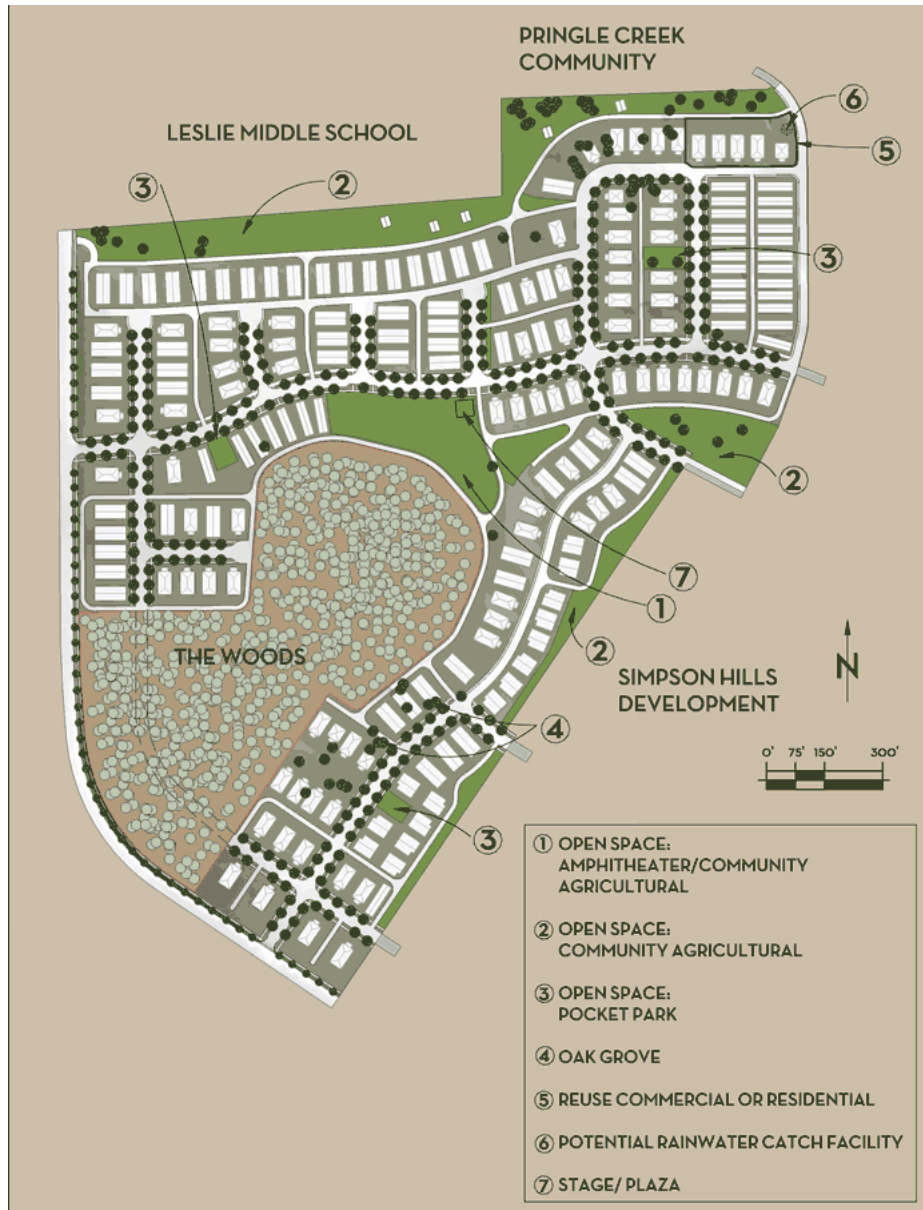 PRINGLE CREEK
COMMUNITY
6
LESLIE MIDDLE SCHOOL
5
3
2
3
2
7
1
THE WOODS
2
SIMPSON HILLS
DEVELOPMENT
N
4
0' 75' 150' 300'
3
1 OPEN SPACE:
AMPHITHEATER/COMMUNITY
AGRICULTURAL
2 OPEN SPACE:
COMMUNITY AGRICULTURAL
3 OPEN SPACE:
POCKET PARK
4 OAK GROVE
5 REUSE COMMERCIAL OR RESIDENTIAL
6 POTENTIAL RAINWATER CATCH FACILITY
7 STAGE/ PLAZA